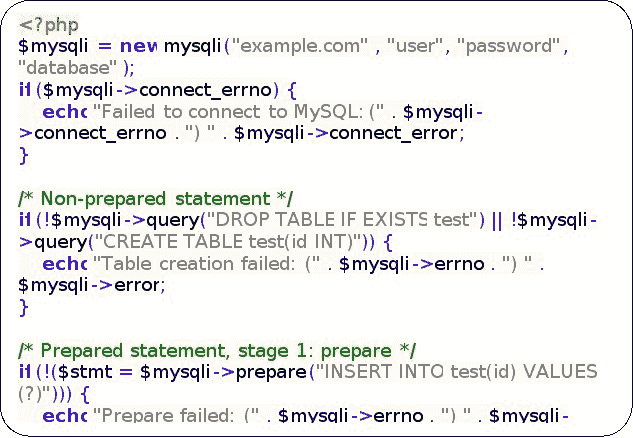 <?php
$mysqli = new mysqli("example.com", "user", "password",
"database");
if ($mysqli->connect_errno) {
    echo "Failed to connect to MySQL: (" . $mysqli-
>connect_errno . ") " . $mysqli->connect_error;
}

/* Non-prepared statement */
if (!$mysqli->query("DROP TABLE IF EXISTS test") || !$mysqli-
>query("CREATE TABLE test(id INT)")) {
    echo "Table creation failed: (" . $mysqli->errno . ") " .
$mysqli->error;
}

/* Prepared statement, stage 1: prepare */
if (!($stmt = $mysqli->prepare("INSERT INTO test(id) VALUES
(?)"))) {
    echo "Prepare failed: (" . $mysqli->errno . ") " . $mysqli-